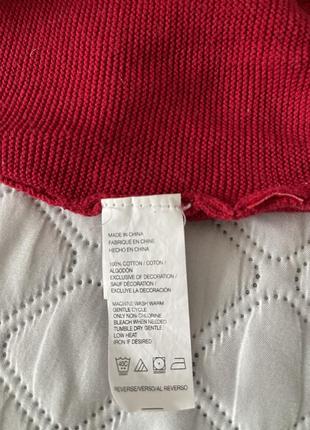 MADE IN CHINA
FABRIQUÉ EN CHINE
HECHO EN CHINA
100% COTTON / COTON /
ALGODÓN
EXCLUSIVE OF DECORATION /
SAUF DÉCORATION /
EXCLUYE LA DECORACIÓN
MACHINE WASH WARM
GENTLE CYCLE
ONLY NON-CHLORINE
BLEACH WHEN NEEDED
TUMBLE DRY GENTLE
LOW HEAT
IRON IF DESIRED
40C
REVERSE/VERSO/AL REVERSO